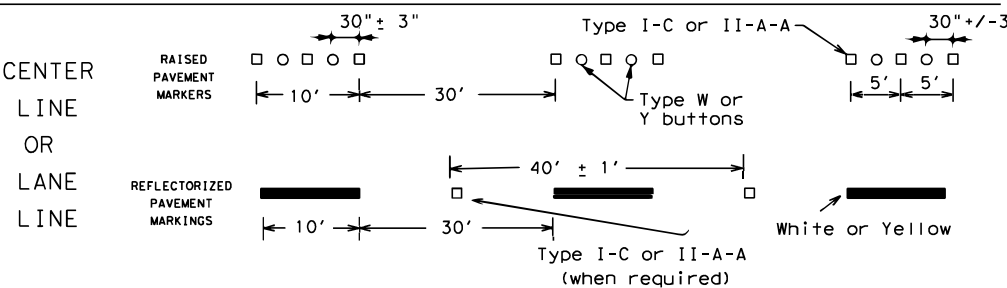 30"± 3"
Type I-C or II-A-A
30"+/-3
CENTER
LINE
OR
LANE
LINE
RAISED
PAVEMENT
MARKERS
10'
30'
Type W or
Y buttons
5'
5'
40' ± 1'
REFLECTORIZED
PAVEMENT
MARKINGS
10'
30'
Type I-C or II-A-A
(when required)
White or Yellow